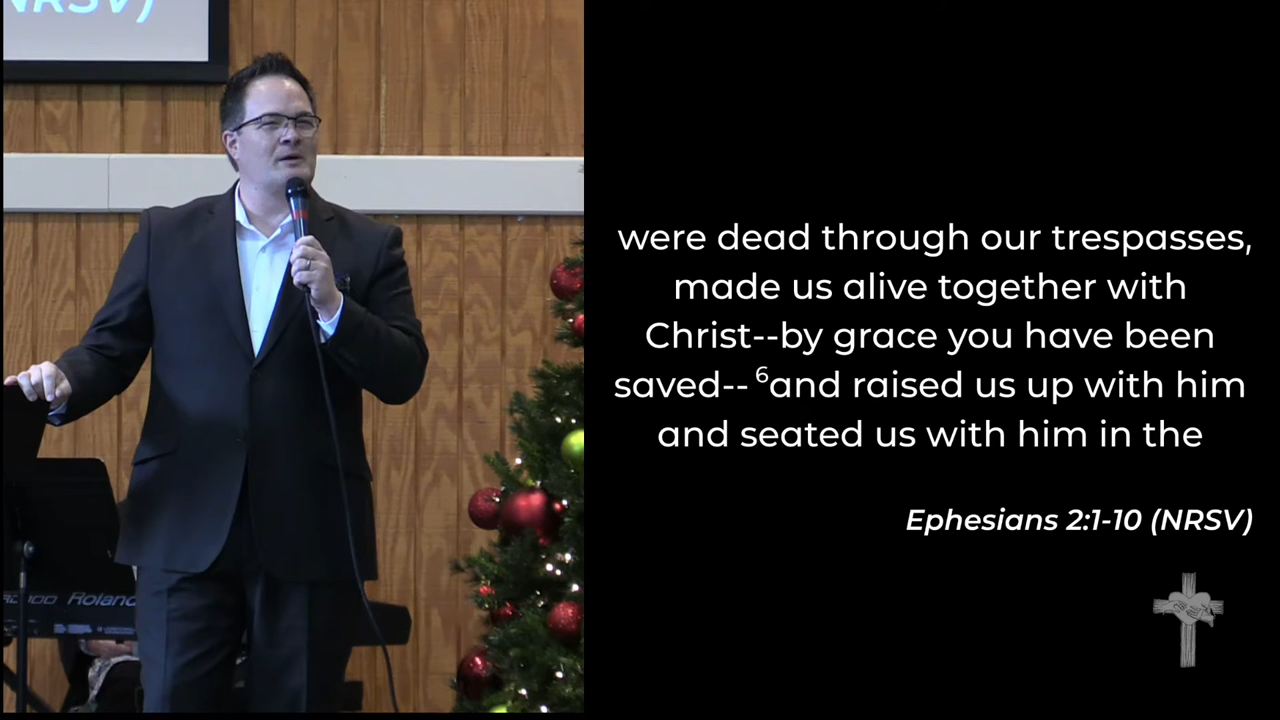 NRSV)
were dead through our trespasses,
made us alive together with
Christ--by grace you have been
saved-- 6and raised us up with him
and seated us with him in the
Ephesians 2:1-10 (NRSV)
Roland